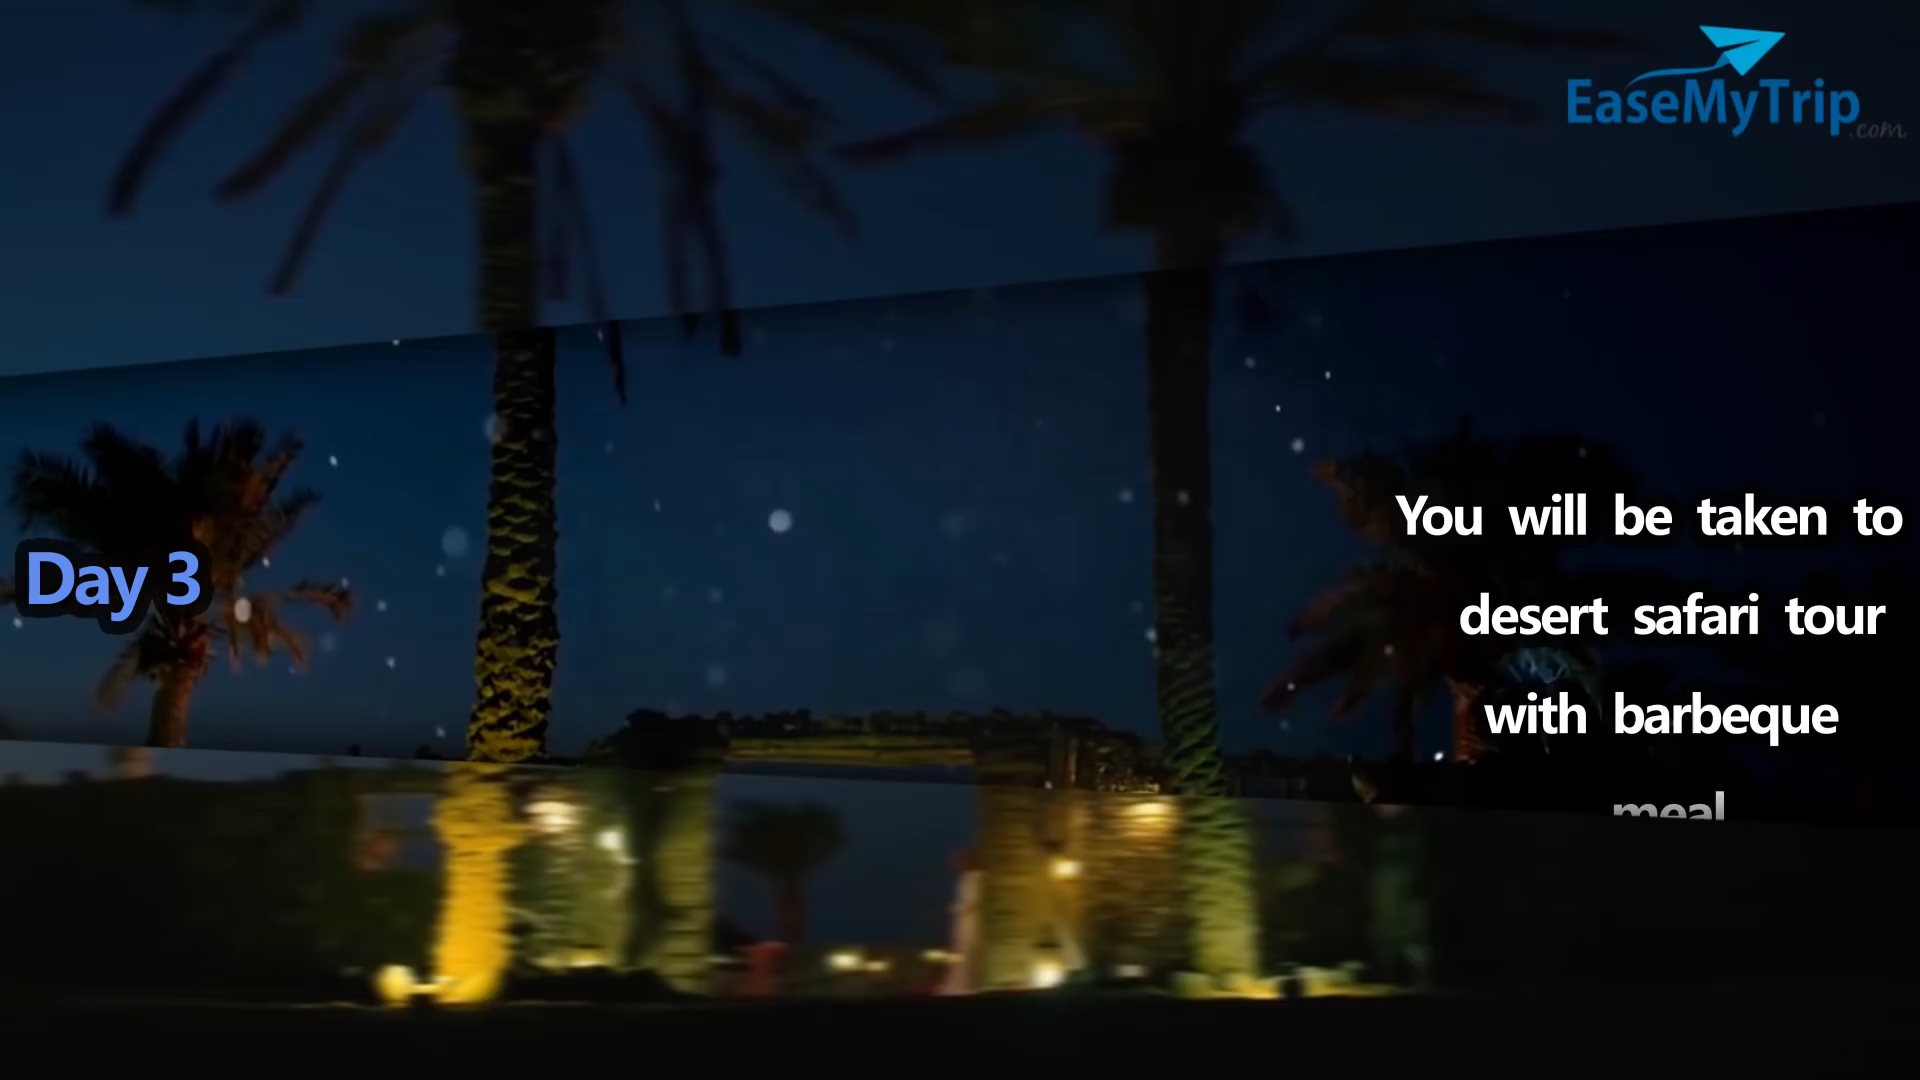 EaseMyTrip
.com
Day 3
You will be taken to
desert safari tour
with barbeque
meal